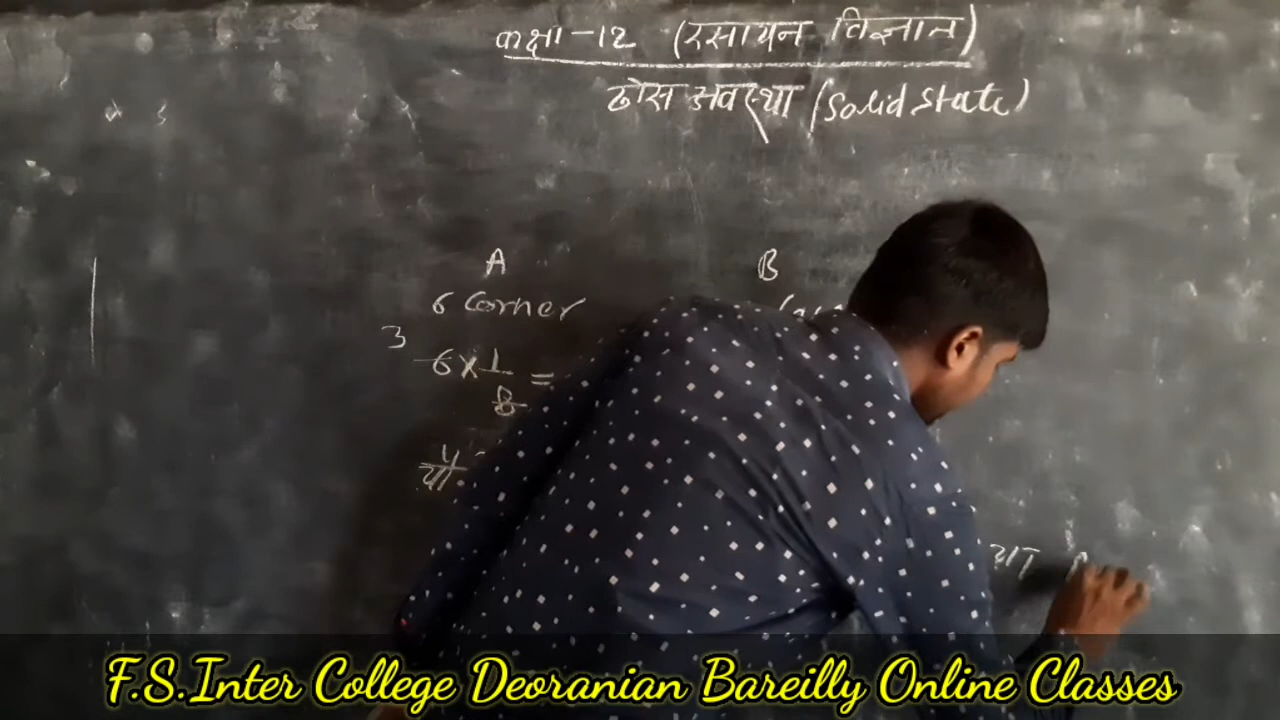 कक्षा-12 (रसायन विज्ञान)
ठोस अवस्था (Solid State)
A B
6 Corner
3
6 × 1/8 =
या
F.S.Inter College Deoranian Bareilly Online Classes